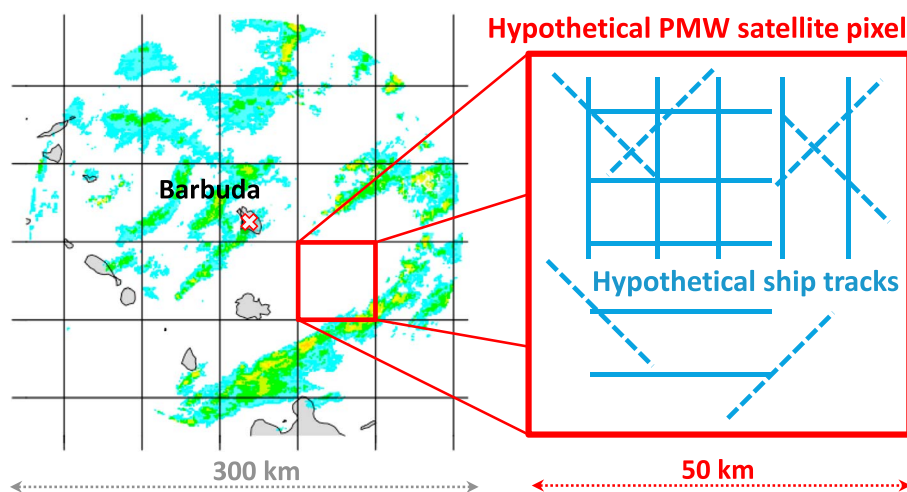 Hypothetical PMW satellite pixel
Barbuda
Hypothetical ship tracks
300 km
50 km